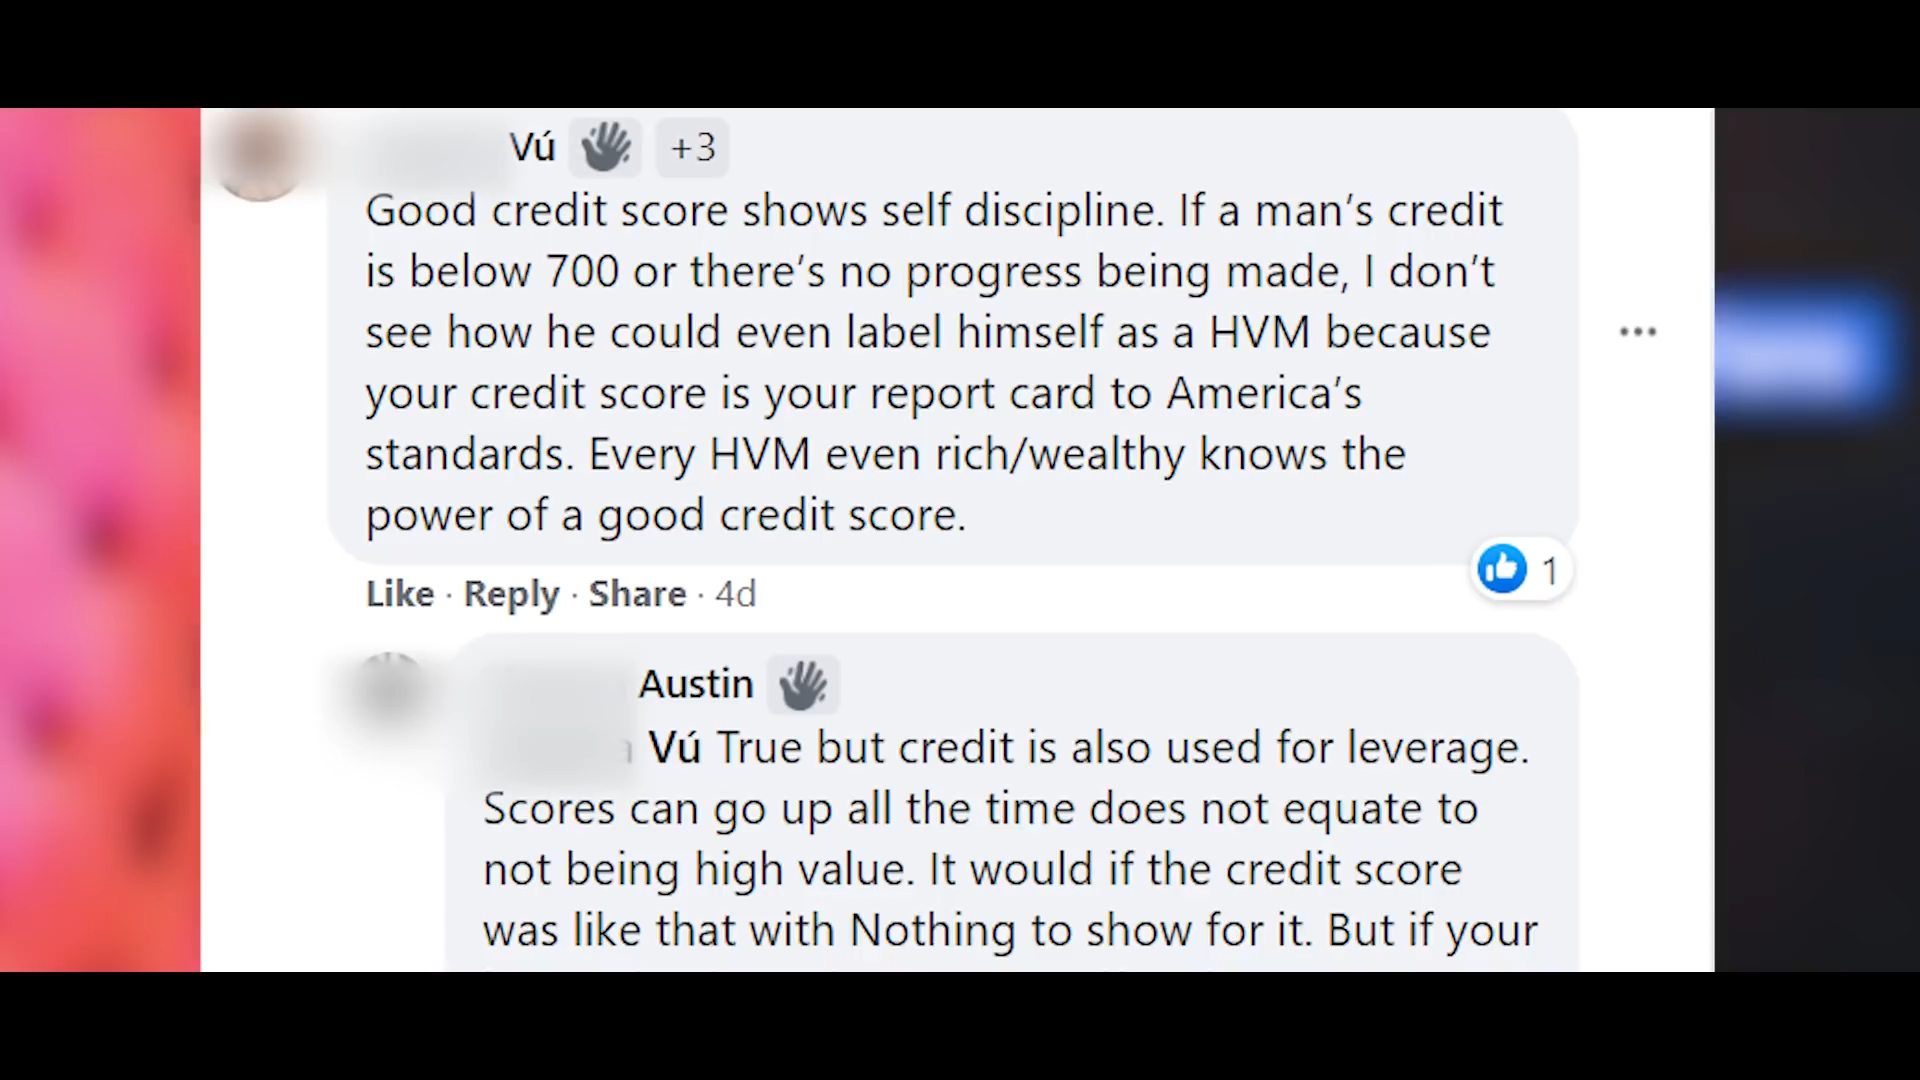 Vú +3
Good credit score shows self discipline. If a man's credit
is below 700 or there's no progress being made, I don't
see how he could even label himself as a HVM because
your credit score is your report card to America's
standards. Every HVM even rich/wealthy knows the
power of a good credit score.
1
Like · Reply · Share · 4d
Austin
Vú True but credit is also used for leverage.
Scores can go up all the time does not equate to
not being high value. It would if the credit score
was like that with Nothing to show for it. But if your